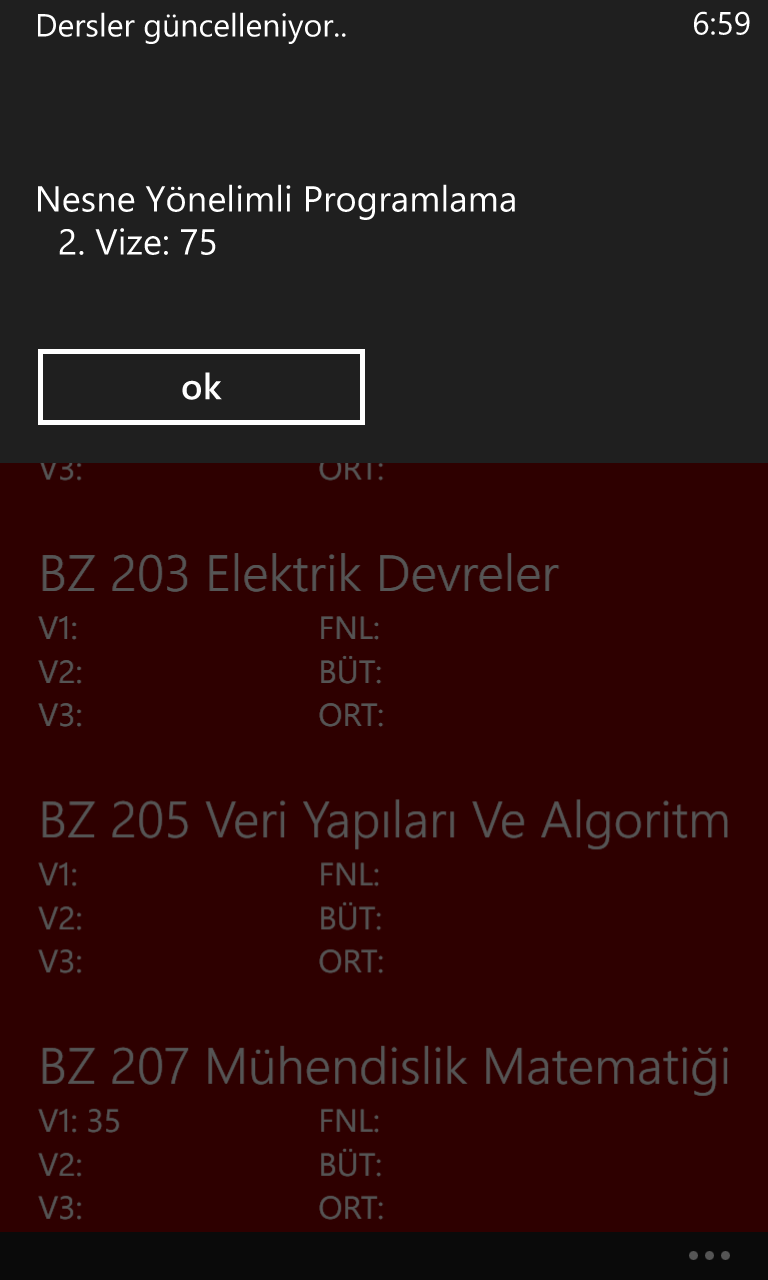 Dersler güncelleniyor.. 6:59
Nesne Yönelimli Programlama
2. Vize: 75
ok
V3: ORT:
BZ 203 Elektrik Devreler
V1: FNL:
V2: BÜT:
V3: ORT:
BZ 205 Veri Yapıları Ve Algoritm
V1: FNL:
V2: BÜT:
V3: ORT:
BZ 207 Mühendislik Matematiği
V1: 35 FNL:
V2: BÜT:
V3: ORT: